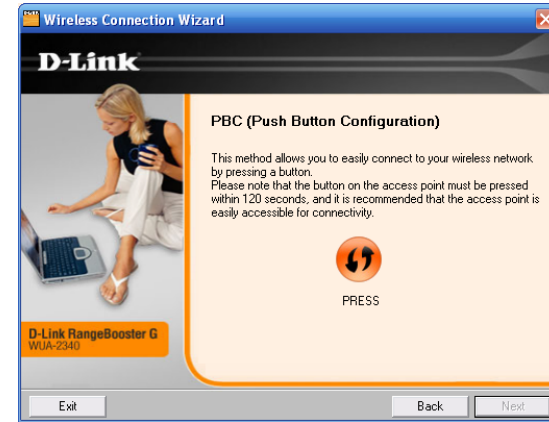 Wireless Connection Wizard
D-Link
PBC (Push Button Configuration)
This method allows you to easily connect to your wireless network
by pressing a button.
Please note that the button on the access point must be pressed
within 120 seconds, and it is recommended that the access point is
easily accessible for connectivity.
PRESS
D-Link RangeBooster G
WUA-2340
Exit
Back
Next